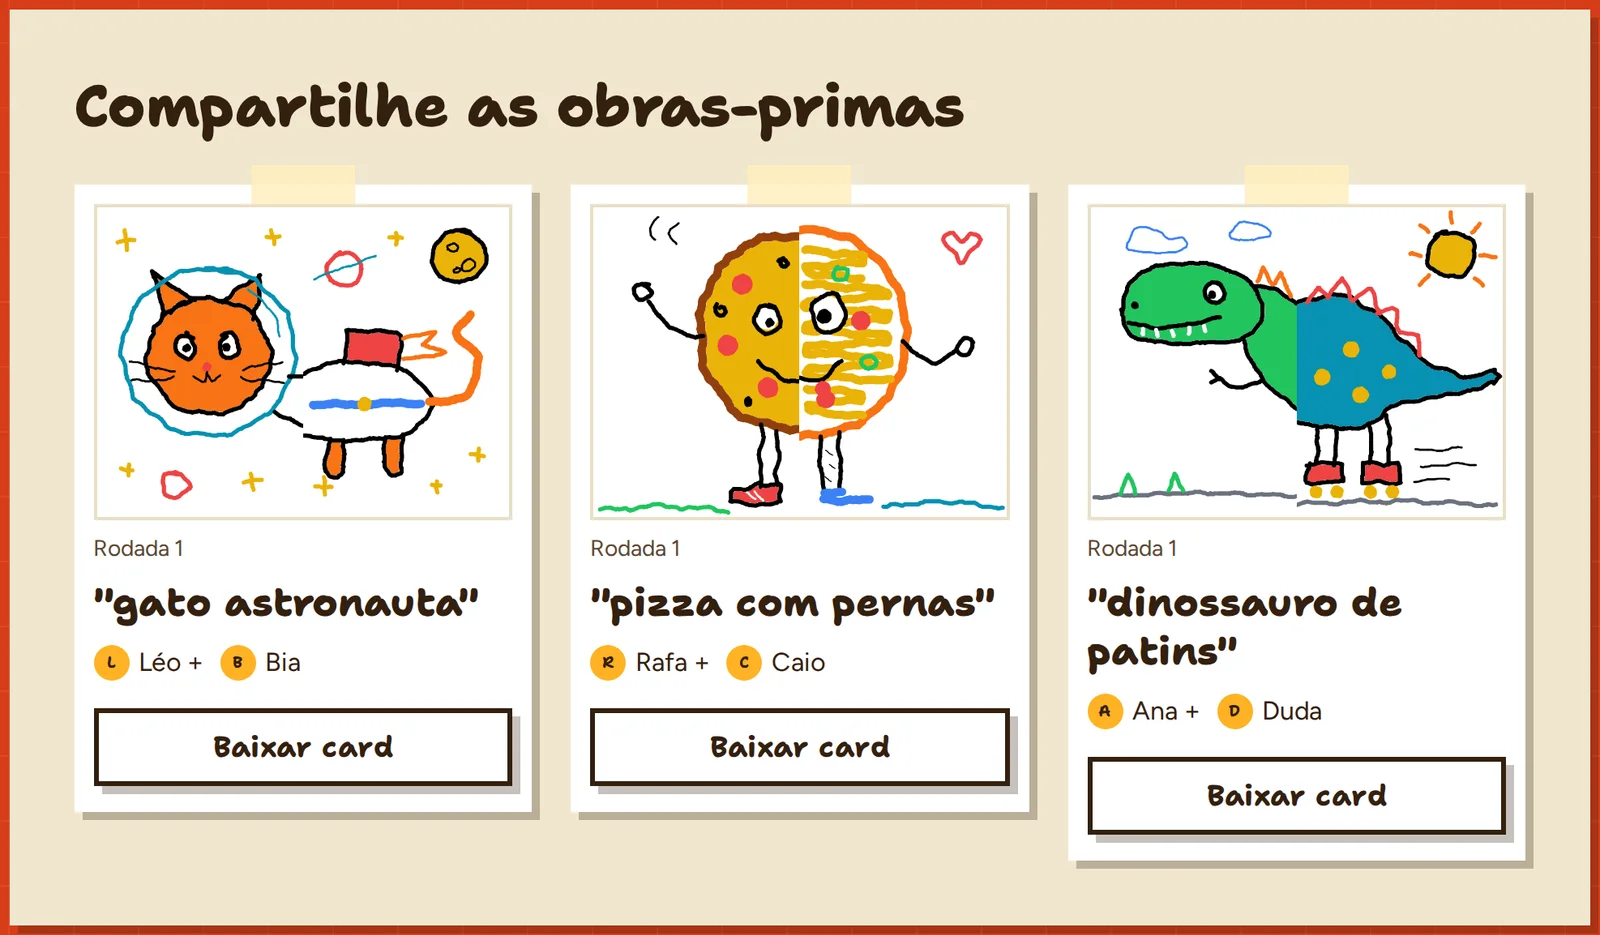 Compartilhe as obras-primas
Rodada 1
"gato astronauta"
L Léo + B Bia
Baixar card
Rodada 1
"pizza com pernas"
R Rafa + C Caio
Baixar card
Rodada 1
"dinossauro de
patins"
A Ana + D Duda
Baixar card